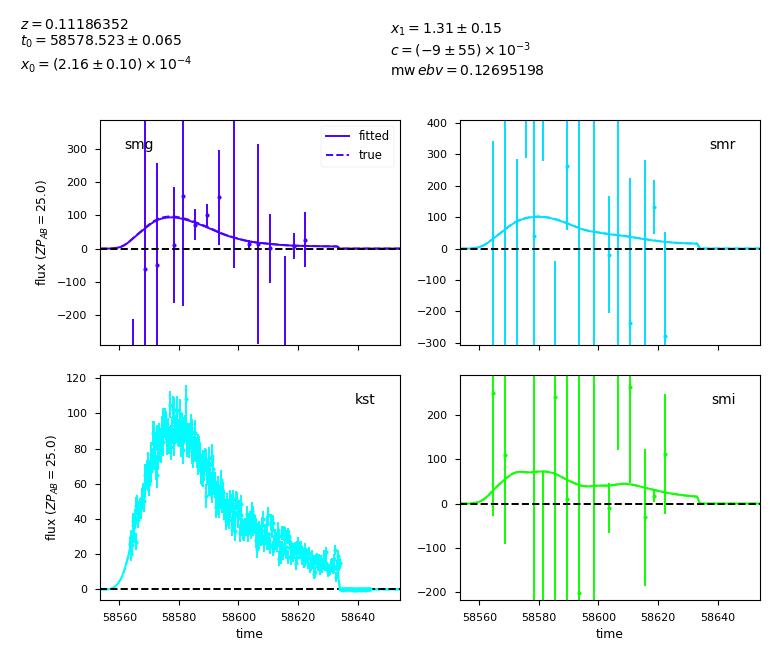 z = 0.11186352
t₀ = 58578.523 ± 0.065
x₀ = (2.16 ± 0.10) × 10⁻⁴
x₁ = 1.31 ± 0.15
c = (−9 ± 55) × 10⁻³
mw ebv = 0.12695198
smg
fitted
true
300
200
100
0
−100
−200
flux (ZP_AB = 25.0)
smr
400
300
200
100
0
−100
−200
−300
kst
120
100
80
60
40
20
0
flux (ZP_AB = 25.0)
58560 58580 58600 58620 58640
time
smi
200
100
0
−100
−200
58560 58580 58600 58620 58640
time